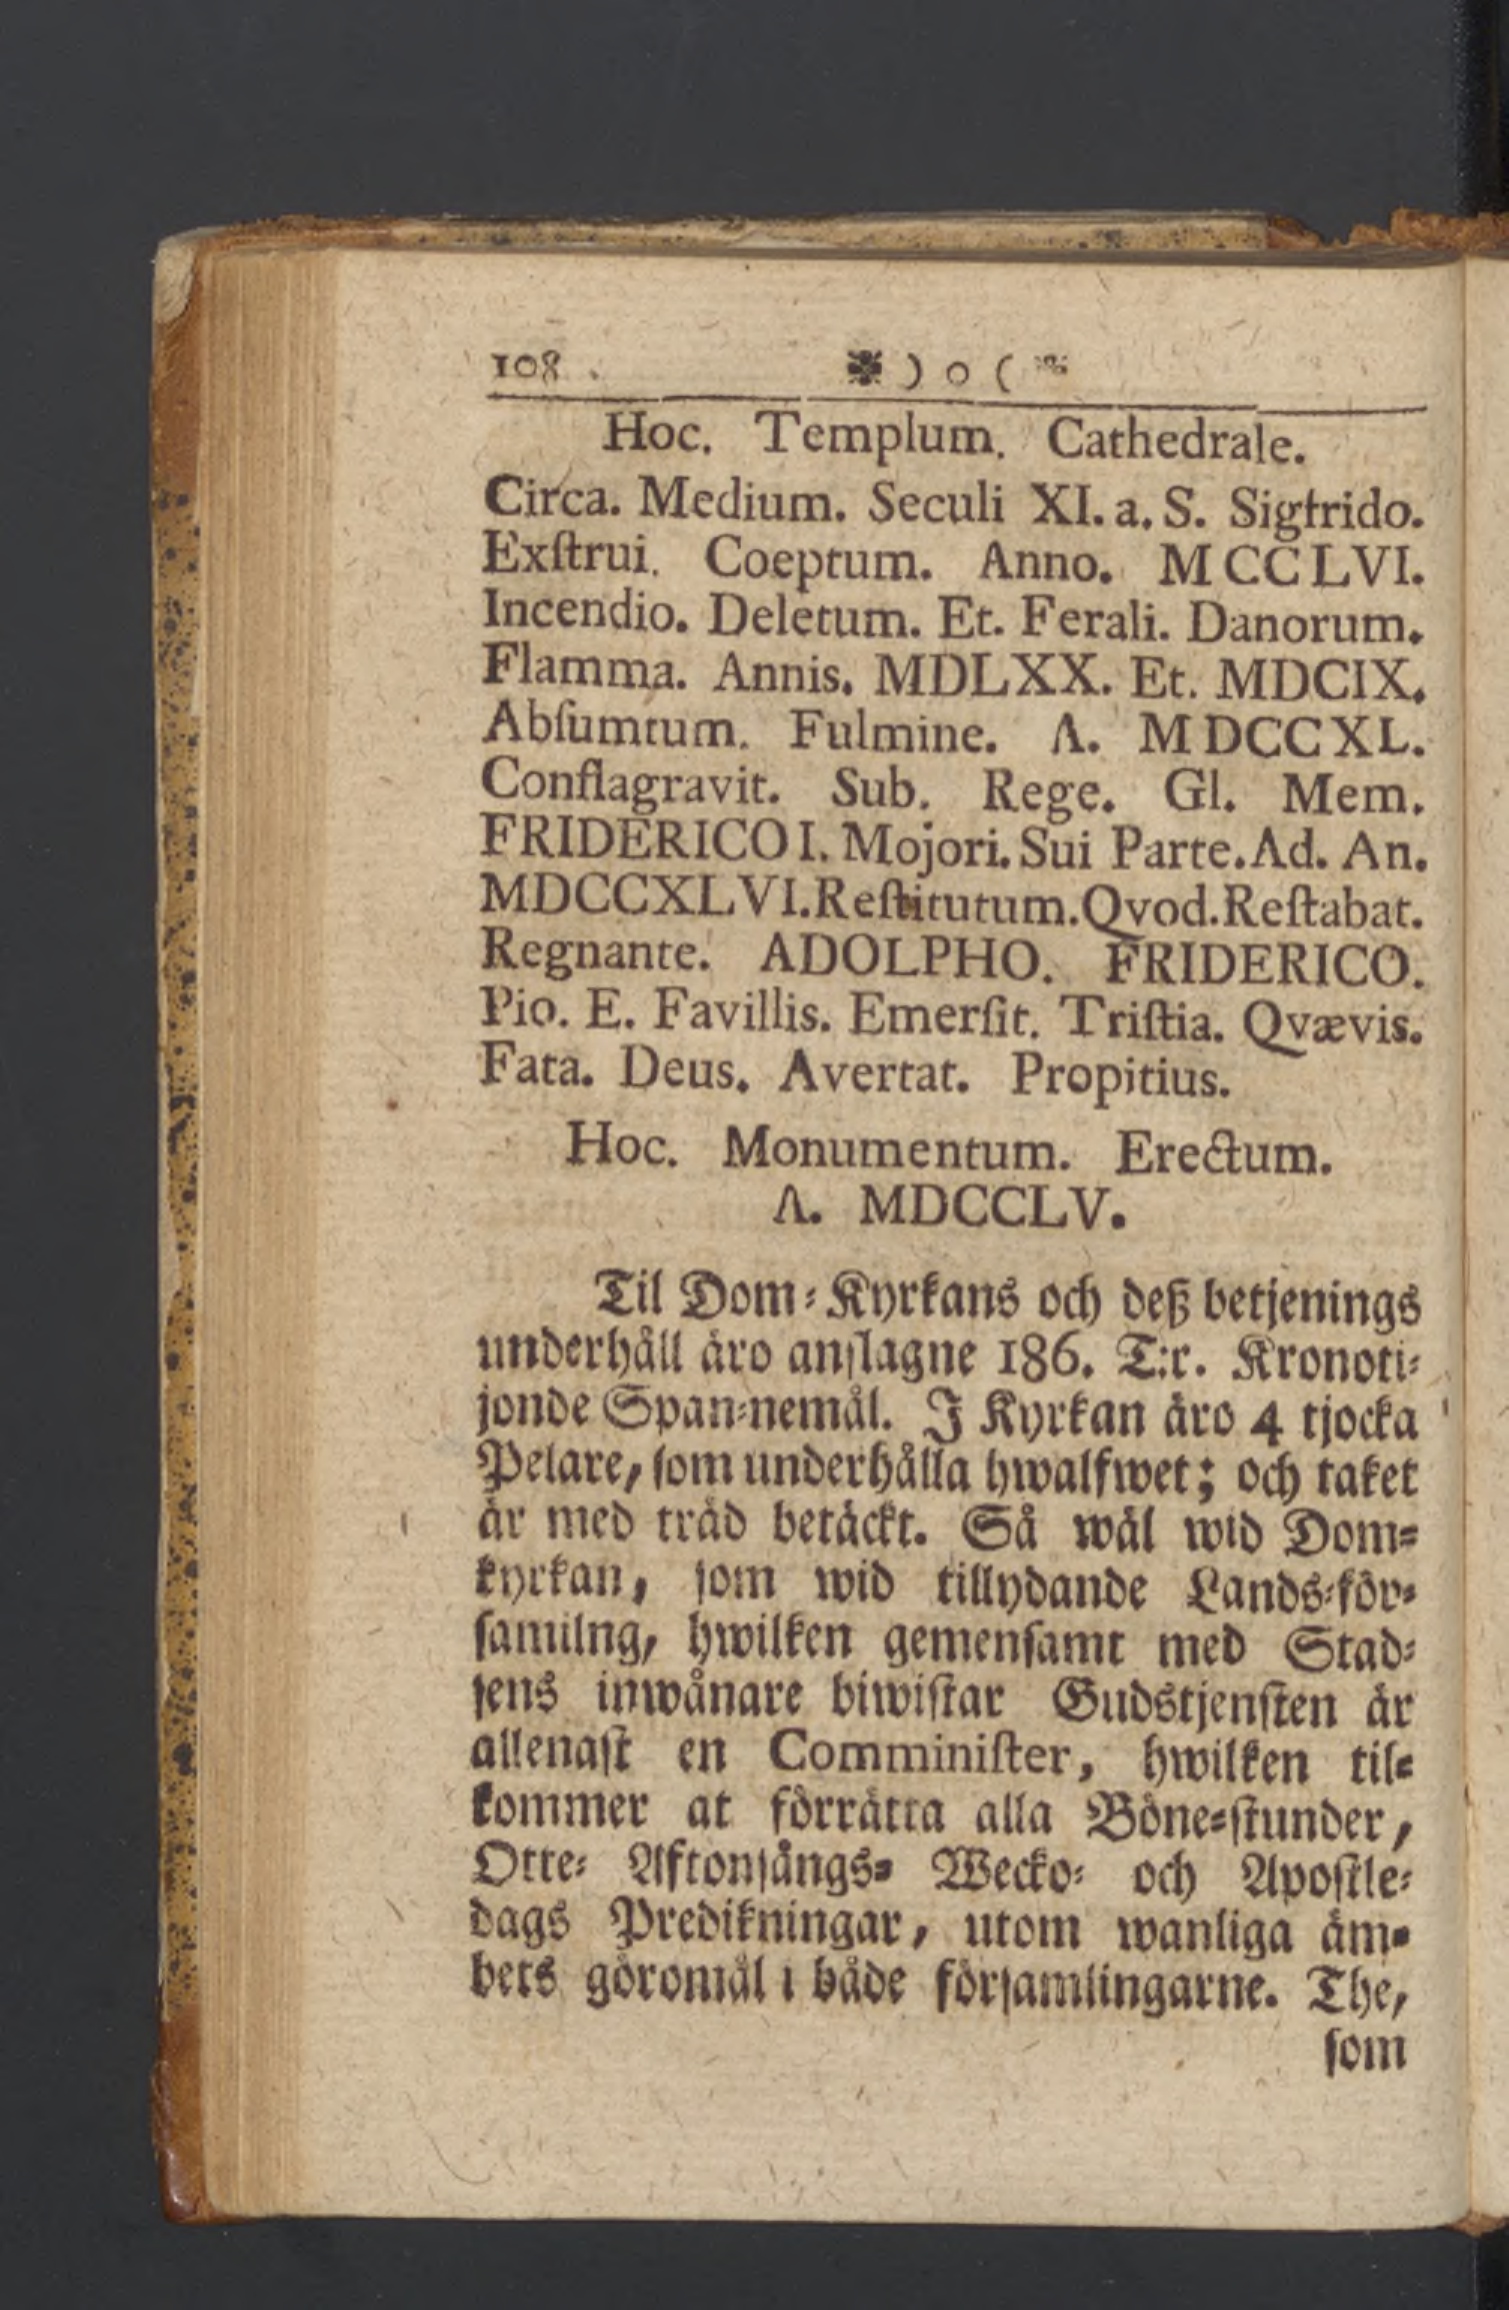 108 . ) o (
Hoc. Templum. Cathedrale.
Circa. Medium. Seculi XI. a. S. Sigfrido.
Exſtrui. Coeptum. Anno. MCCLVI.
Incendio. Deletum. Et. Ferali. Danorum.
Flamma. Annis. MDLXX. Et. MDCIX.
Abſumtum. Fulmine. A. MDCCXL.
Conflagravit. Sub. Rege. Gl. Mem.
FRIDERICO I. Mojori. Sui Parte. Ad. An.
MDCCXLVI. Reſtitutum. Qvod. Reſtabat.
Regnante. ADOLPHO. FRIDERICO.
Pio. E. Favillis. Emerſit. Triſtia. Qvævis.
Fata. Deus. Avertat. Propitius.
Hoc. Monumentum. Erectum.
A. MDCCLV.
Til Dom-Kyrkans och deß betjenings
underhåll äro anſlagne 186. T:r. Kronoti-
jonde Span-nemål. I Kyrkan äro 4 tjocka
Pelare, ſom underhålla hwalfwet; och taket
är med träd betäckt. Så wäl wid Dom-
kyrkan, ſom wid tillydande Lands-för-
ſamilng, hwilken gemenſamt med Stad-
ſens inwånare biwiſtar Gudstjenſten är
allenaſt en Comminiſter, hwilken til-
kommer at förrätta alla Böne-ſtunder,
Otte- Aftonſångs- Wecko- och Apoſtle-
dags Predikningar, utom wanliga äm-
bets göromål i både förſamlingarne. The,
ſom